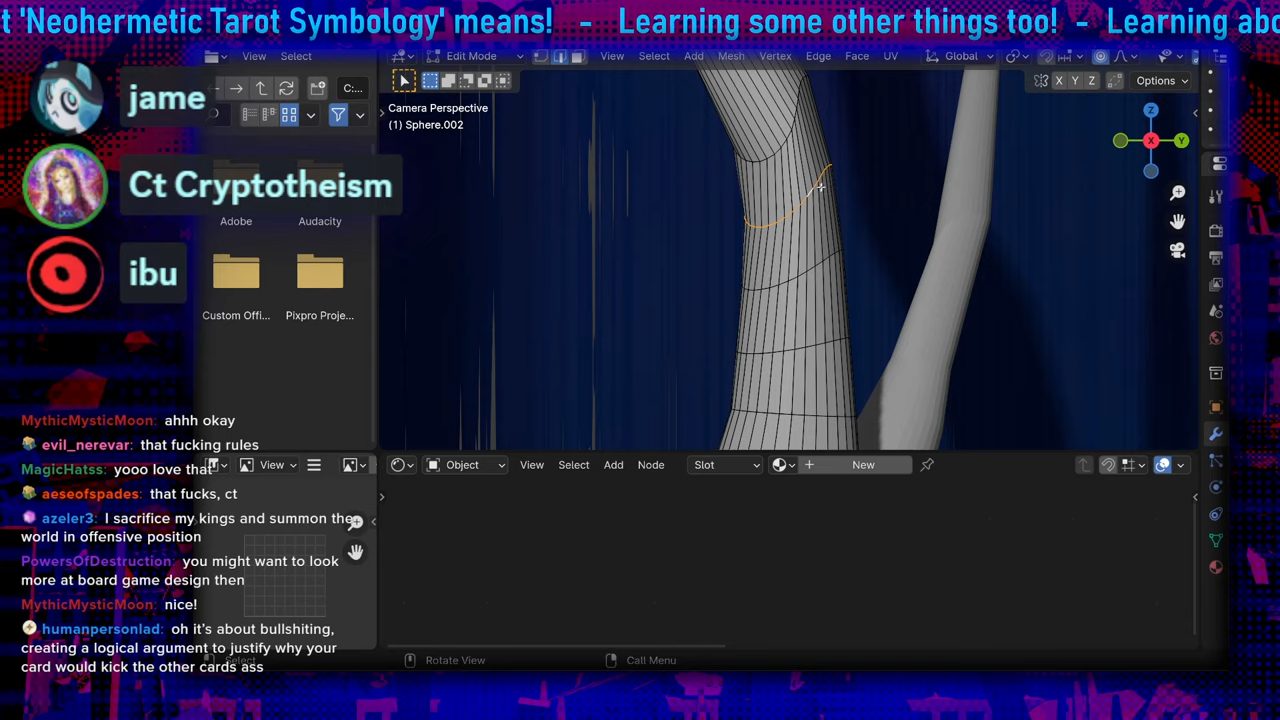 t 'Neohermetic Tarot Symbology' means!   -   Learning some other things too!  -  Learning abo
View
Select
Edit Mode
View
Select
Add
Mesh
Vertex
Edge
Face
UV
Global
C:...
X
Y
Z
Options
jame
Ct Cryptotheism
ibu
Camera Perspective
(1) Sphere.002
Z
X
Y
Adobe
Audacity
Custom Offi...
Pixpro Proje...
MythicMysticMoon: ahhh okay
evil_nerevar: that fucking rules
MagicHatss: yooo love that
aeseofspades: that fucks, ct
azeler3: I sacrifice my kings and summon the
world in offensive position
PowersOfDestruction: you might want to look
more at board game design then
MythicMysticMoon: nice!
humanpersonlad: oh it's about bullshiting,
creating a logical argument to justify why your
card would kick the other cards ass
View
Object
View
Select
Add
Node
Slot
New
Select
Rotate View
Call Menu